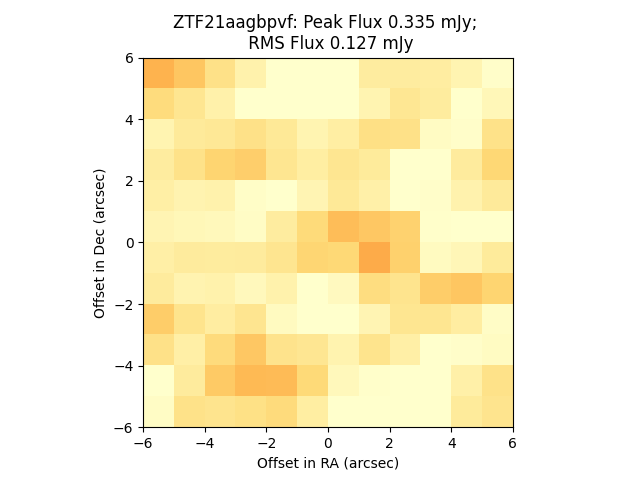 ZTF21aagbpvf: Peak Flux 0.335 mJy;
RMS Flux 0.127 mJy
6
4
2
0
−2
−4
−6
Offset in Dec (arcsec)
−6 −4 −2 0 2 4 6
Offset in RA (arcsec)